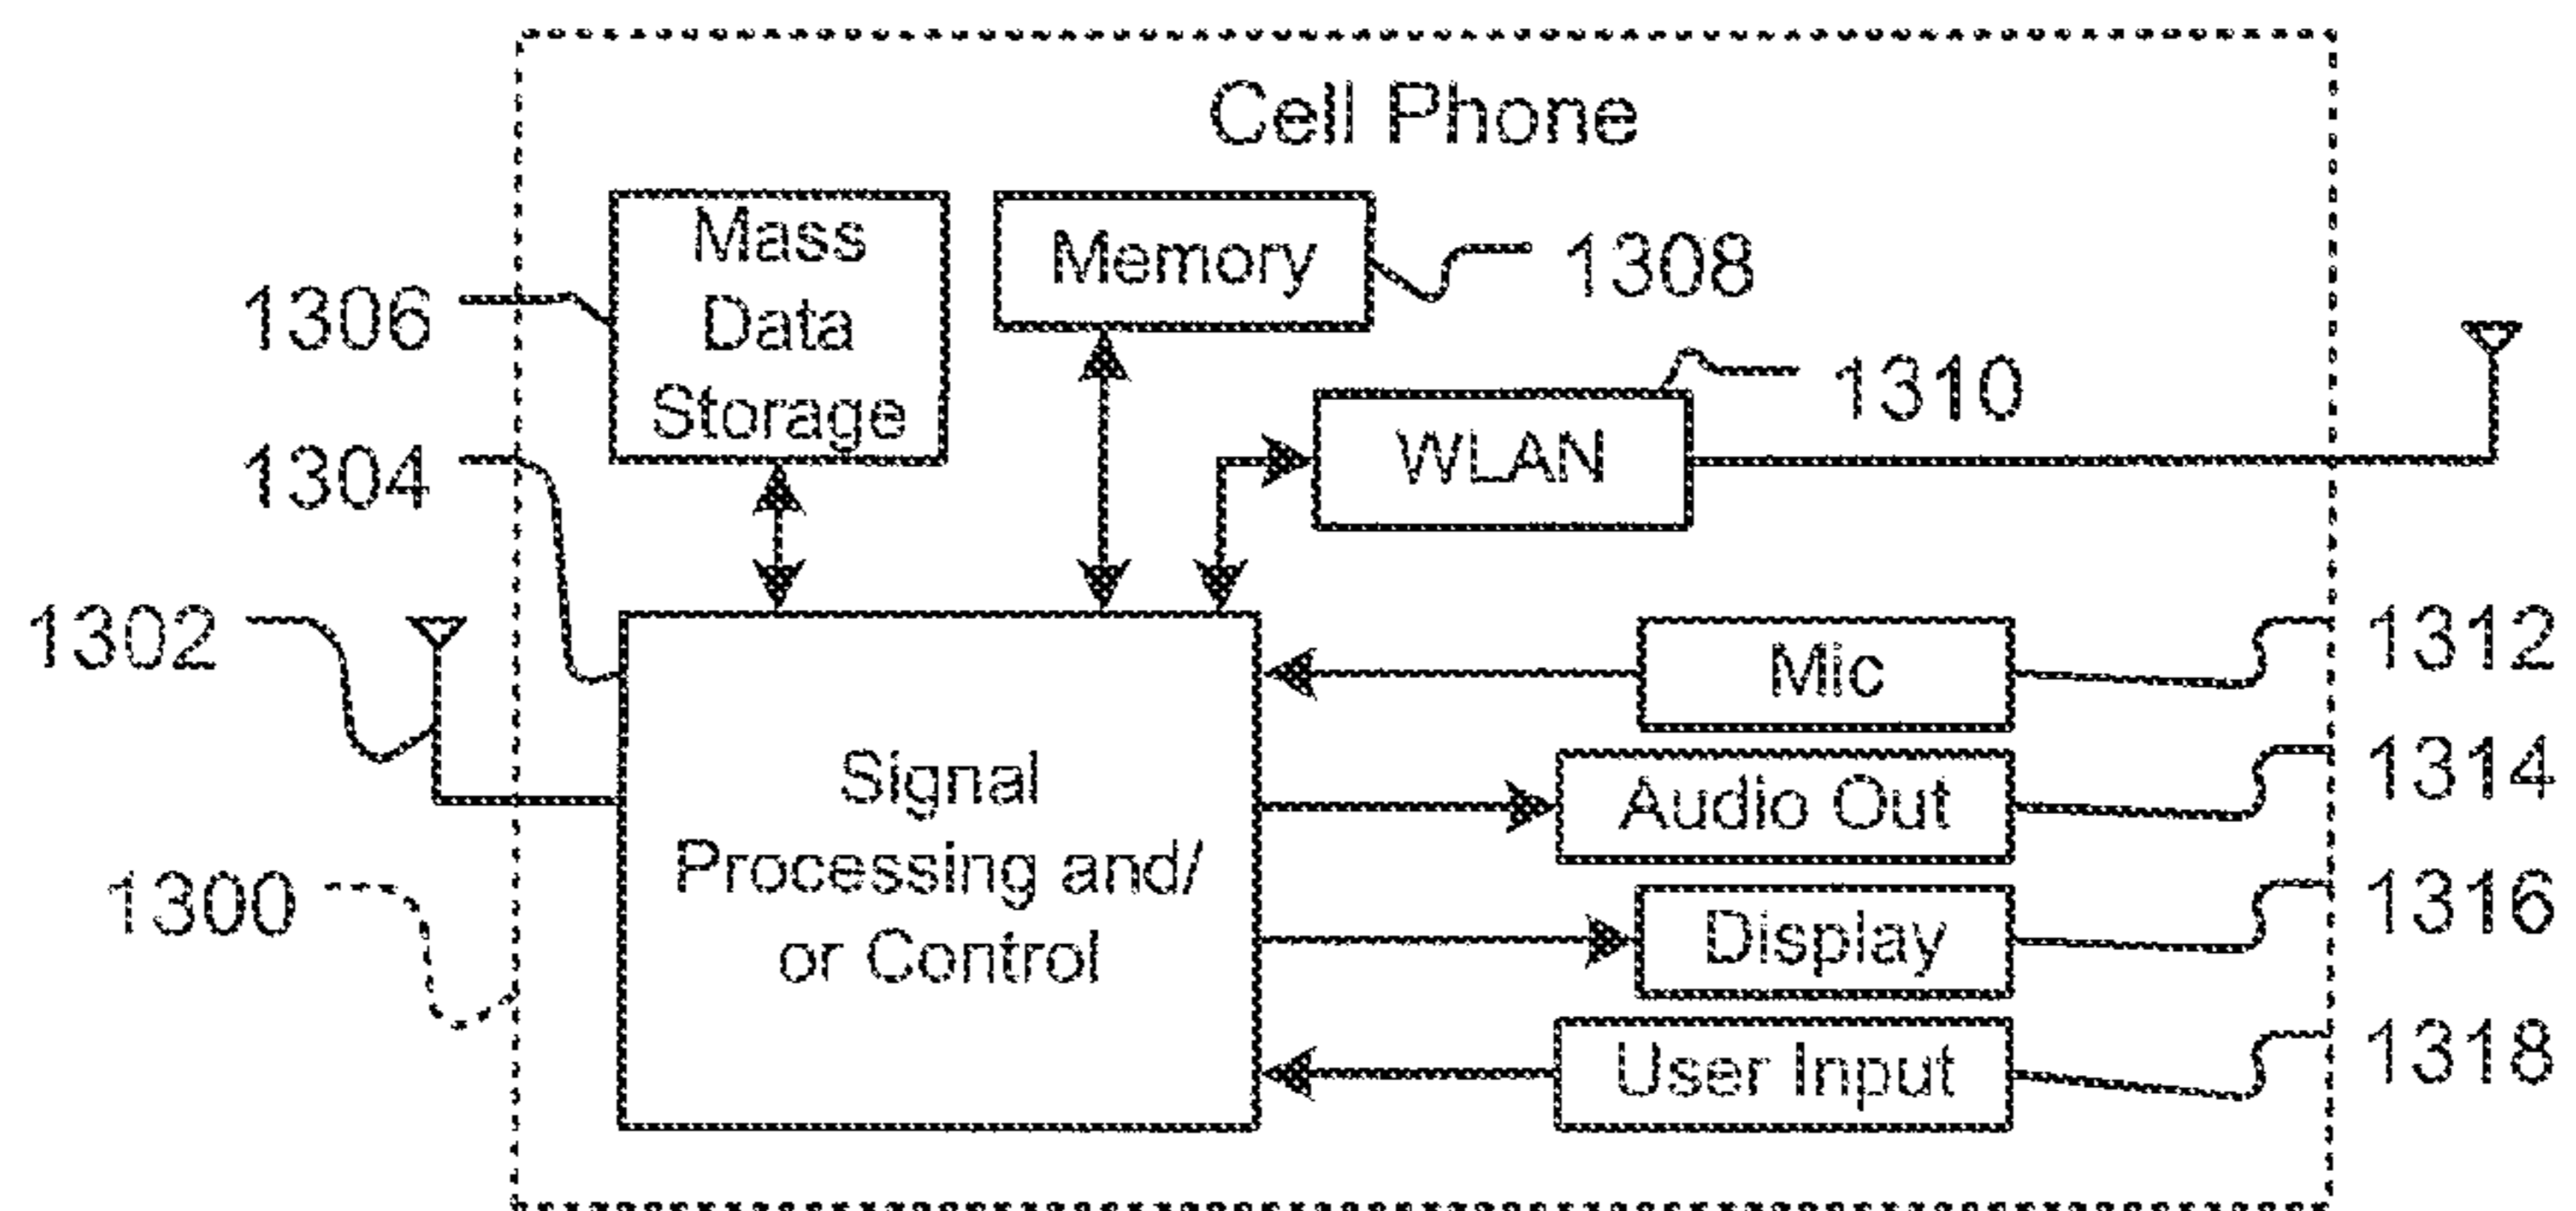 Cell Phone
Mass
Data
Storage
Memory
1308
1306
1310
WLAN
1304
1302
Mic
1312
Signal
Processing and/
or Control
Audio Out
1314
1300
Display
1316
User Input
1318